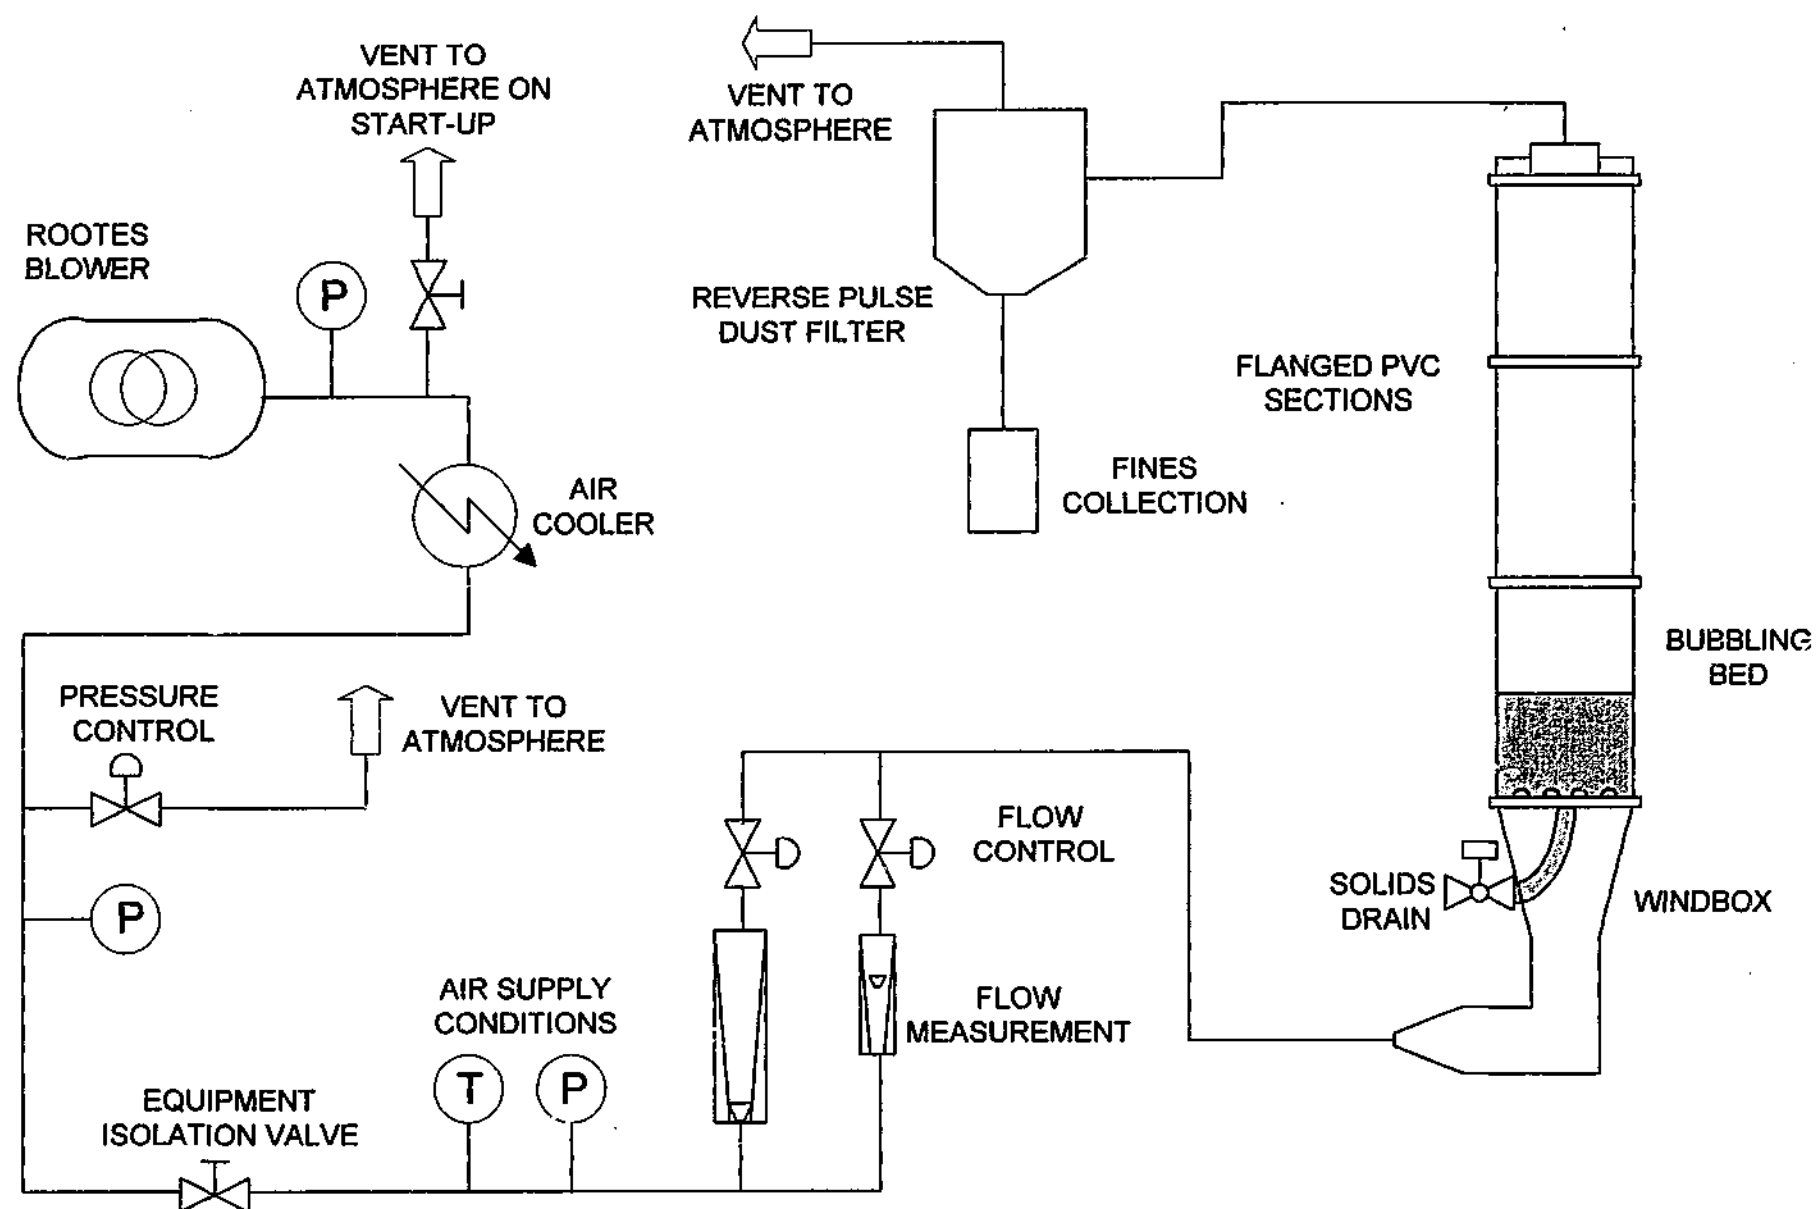 VENT TO
ATMOSPHERE ON
START-UP
VENT TO
ATMOSPHERE
ROOTES
BLOWER
P
REVERSE PULSE
DUST FILTER
FLANGED PVC
SECTIONS
AIR
COOLER
FINES
COLLECTION
BUBBLING
BED
PRESSURE
CONTROL
VENT TO
ATMOSPHERE
FLOW
CONTROL
SOLIDS
DRAIN
WINDBOX
P
AIR SUPPLY
CONDITIONS
FLOW
MEASUREMENT
T
P
EQUIPMENT
ISOLATION VALVE